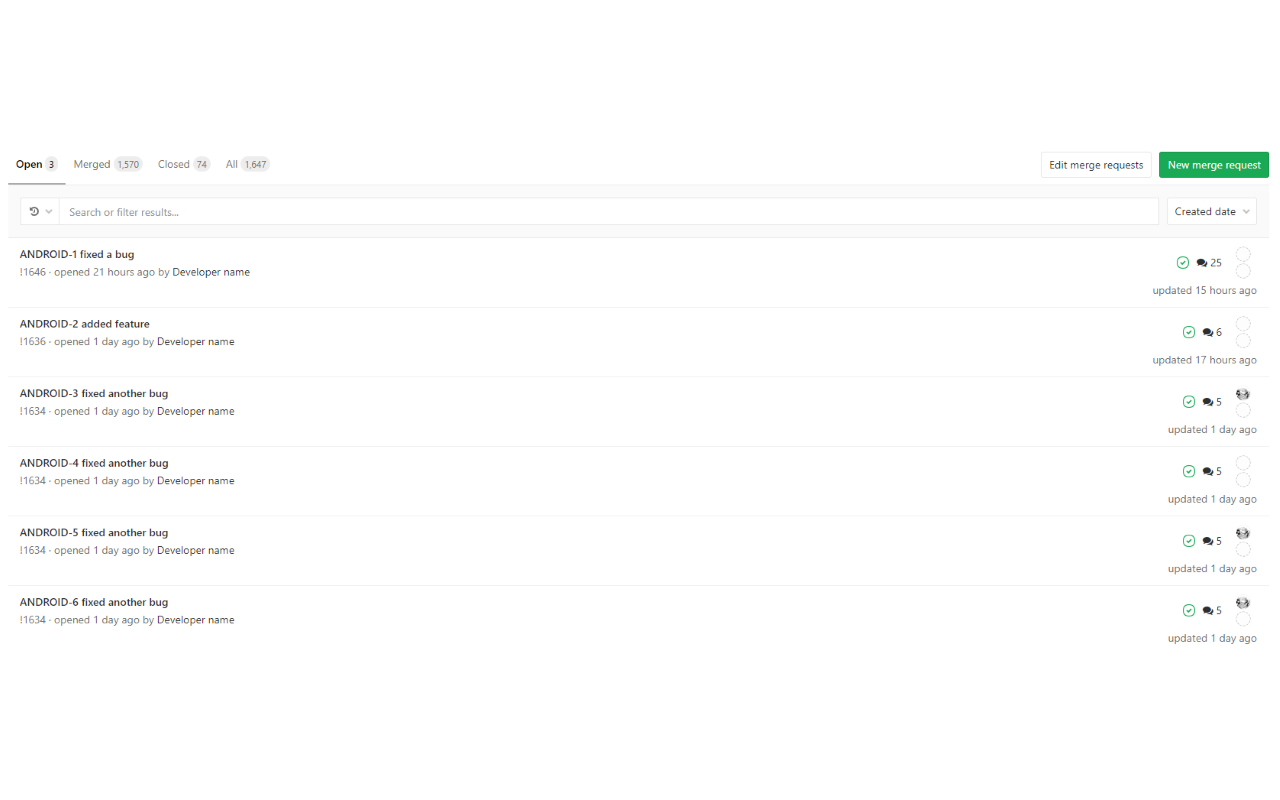 Open 3 Merged 1,570 Closed 74 All 1,647 Edit merge requests New merge request
Search or filter results... Created date
ANDROID-1 fixed a bug 25
!1646 · opened 21 hours ago by Developer name
updated 15 hours ago
ANDROID-2 added feature 6
!1636 · opened 1 day ago by Developer name
updated 17 hours ago
ANDROID-3 fixed another bug 5
!1634 · opened 1 day ago by Developer name
updated 1 day ago
ANDROID-4 fixed another bug 5
!1634 · opened 1 day ago by Developer name
updated 1 day ago
ANDROID-5 fixed another bug 5
!1634 · opened 1 day ago by Developer name
updated 1 day ago
ANDROID-6 fixed another bug 5
!1634 · opened 1 day ago by Developer name
updated 1 day ago